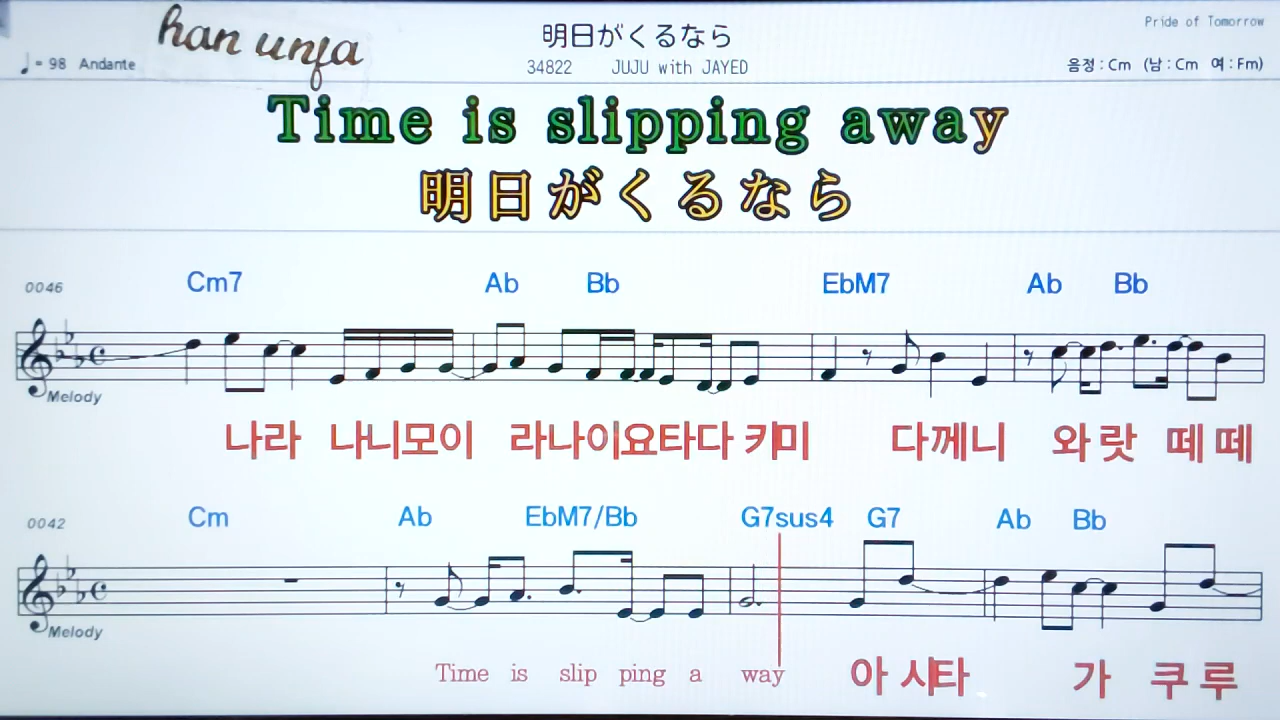 han unfa
明日がくるなら
Pride of Tomorrow
♩= 98 Andante
34822 JUJU with JAYED
음정 : Cm (남 : Cm 여 : Fm)
Time is slipping away
明日がくるなら
0046 Cm7 Ab Bb EbM7 Ab Bb
Melody
나라 나니모이 라나이요타다 키미 다께니 와랏 떼떼
0042 Cm Ab EbM7/Bb G7sus4 G7 Ab Bb
Melody
Time is slip ping a way 아 시타 가 쿠루